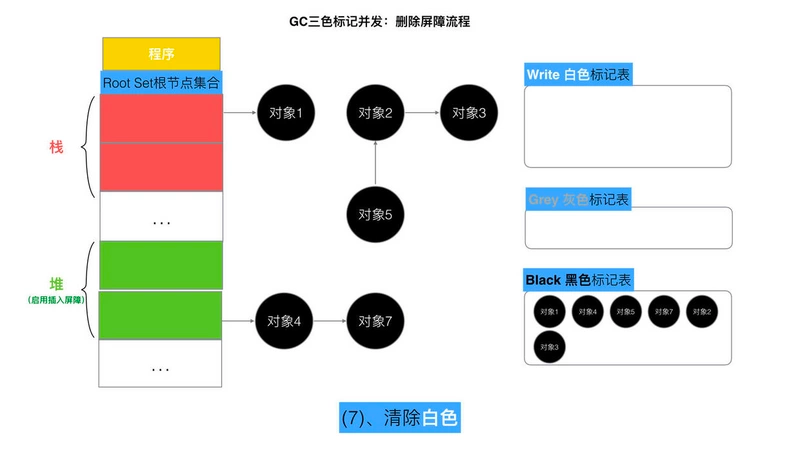 GC三色标记并发：删除屏障流程
程序
Root Set根节点集合
栈
...
堆
(启用插入屏障)
...
对象1
对象2
对象3
对象5
对象4
对象7
Write 白色标记表
Grey 灰色标记表
Black 黑色标记表
对象1 对象4 对象5 对象7 对象2
对象3
(7)、清除白色